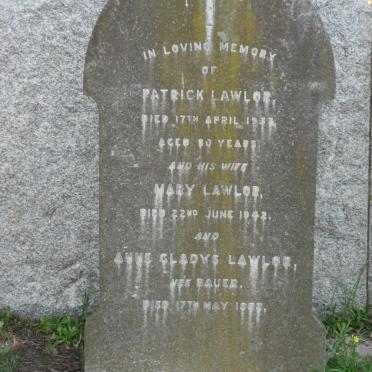 IN LOVING MEMORY
OF
PATRICK LAWLOR,
DIED 17TH APRIL
AGED 80 YEARS.
AND HIS WIFE
MARY LAWLOR,
DIED 22ND JUNE 1942.
AND
ANNE GLADYS LAWLOR,
NEE BAUER.
DIED 17TH MAY